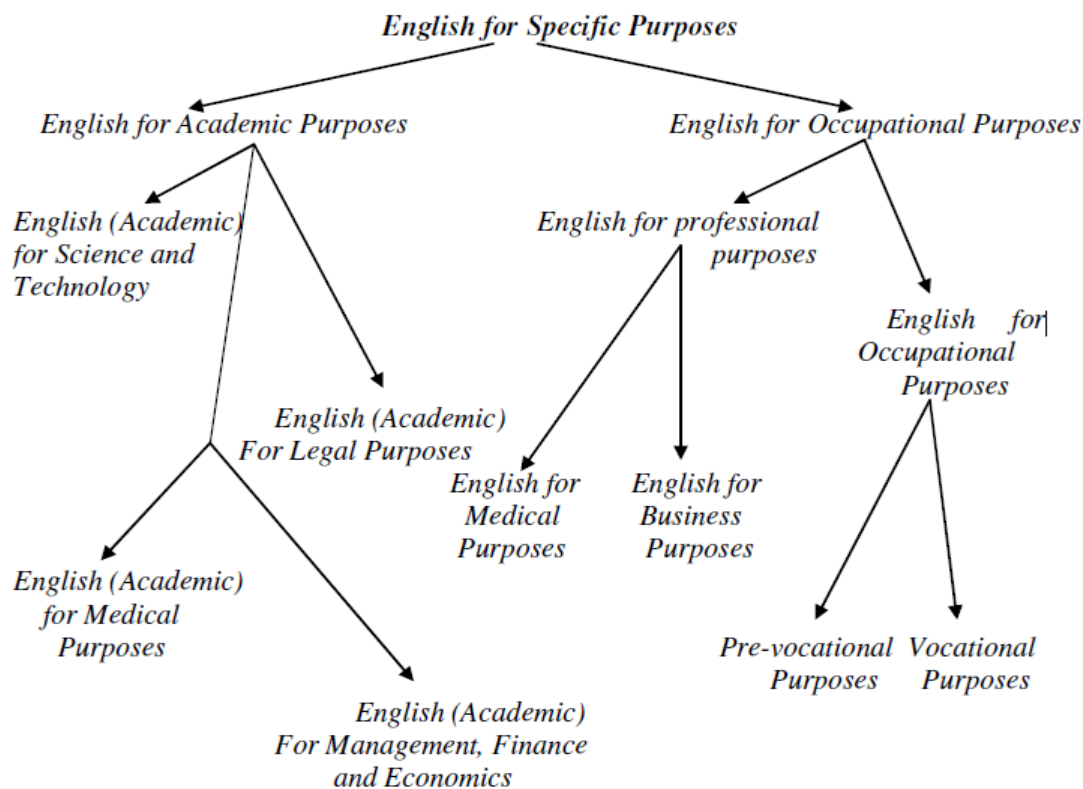 English for Specific Purposes
English for Academic Purposes
English for Occupational Purposes
English (Academic)
for Science and
Technology
English for professional
purposes
English for
Occupational
Purposes
English (Academic)
For Legal Purposes
English for
Medical
Purposes
English for
Business
Purposes
English (Academic)
for Medical
Purposes
Pre-vocational
Purposes
Vocational
Purposes
English (Academic)
For Management, Finance
and Economics